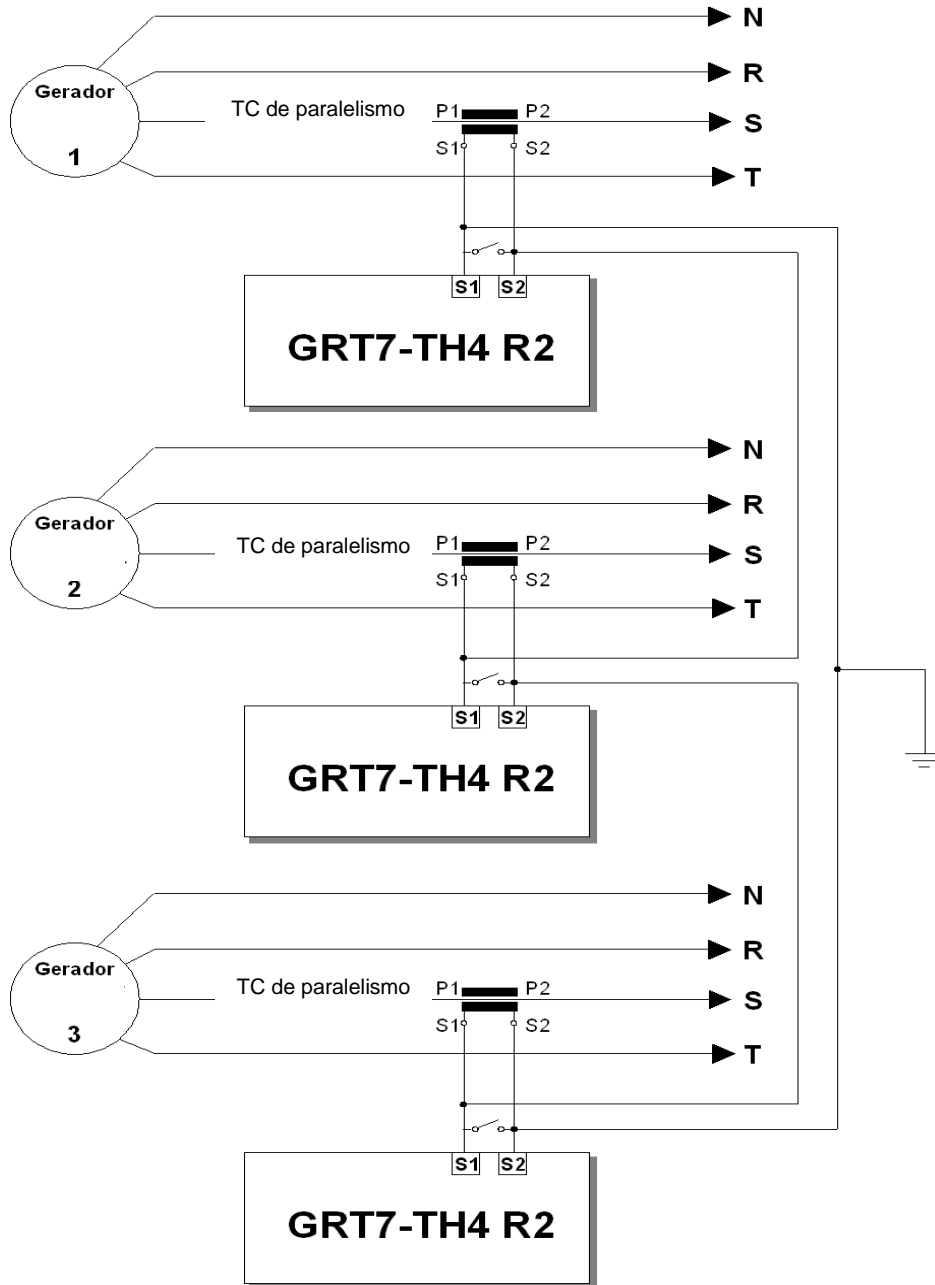 N
R
Gerador
TC de paralelismo
P1
P2
S
1
S1
S2
T
S1 S2
GRT7-TH4 R2
N
R
Gerador
TC de paralelismo
P1
P2
S
2
S1
S2
T
S1 S2
GRT7-TH4 R2
N
R
Gerador
TC de paralelismo
P1
P2
S
3
S1
S2
T
S1 S2
GRT7-TH4 R2